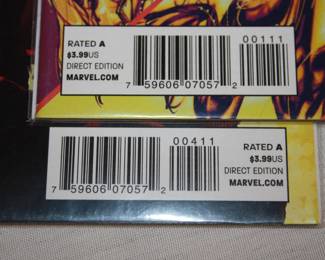 RATED A
$3.99US
DIRECT EDITION
MARVEL.COM
00111
7 59606 07057 2
00411
RATED A
$3.99US
DIRECT EDITION
MARVEL.COM
7 59606 07057 2